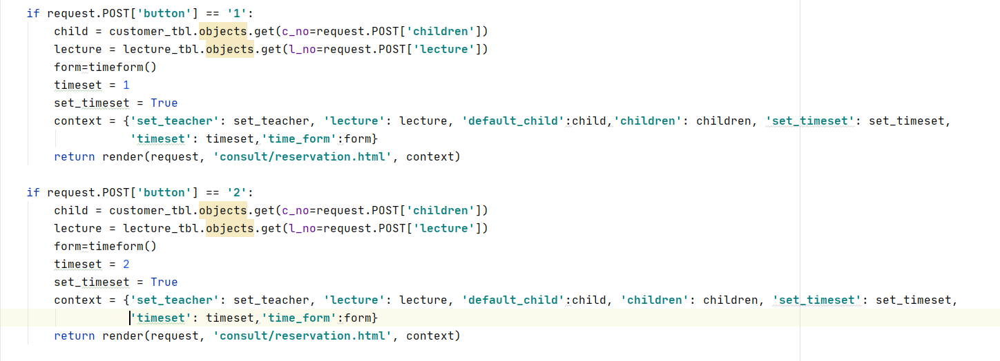 if request.POST['button'] == '1':
    child = customer_tbl.objects.get(c_no=request.POST['children'])
    lecture = lecture_tbl.objects.get(l_no=request.POST['lecture'])
    form=timeform()
    timeset = 1
    set_timeset = True
    context = {'set_teacher': set_teacher, 'lecture': lecture, 'default_child':child,'children': children, 'set_timeset': set_timeset,
               'timeset': timeset,'time_form':form}
    return render(request, 'consult/reservation.html', context)

if request.POST['button'] == '2':
    child = customer_tbl.objects.get(c_no=request.POST['children'])
    lecture = lecture_tbl.objects.get(l_no=request.POST['lecture'])
    form=timeform()
    timeset = 2
    set_timeset = True
    context = {'set_teacher': set_teacher, 'lecture': lecture, 'default_child':child, 'children': children, 'set_timeset': set_timeset,
               'timeset': timeset,'time_form':form}
    return render(request, 'consult/reservation.html', context)